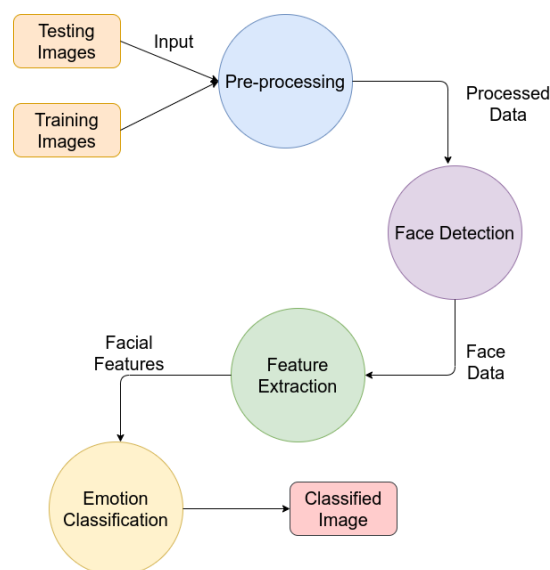 Testing
Images
Input
Pre-processing
Training
Images
Processed
Data
Face Detection
Face
Data
Feature
Extraction
Facial
Features
Emotion
Classification
Classified
Image